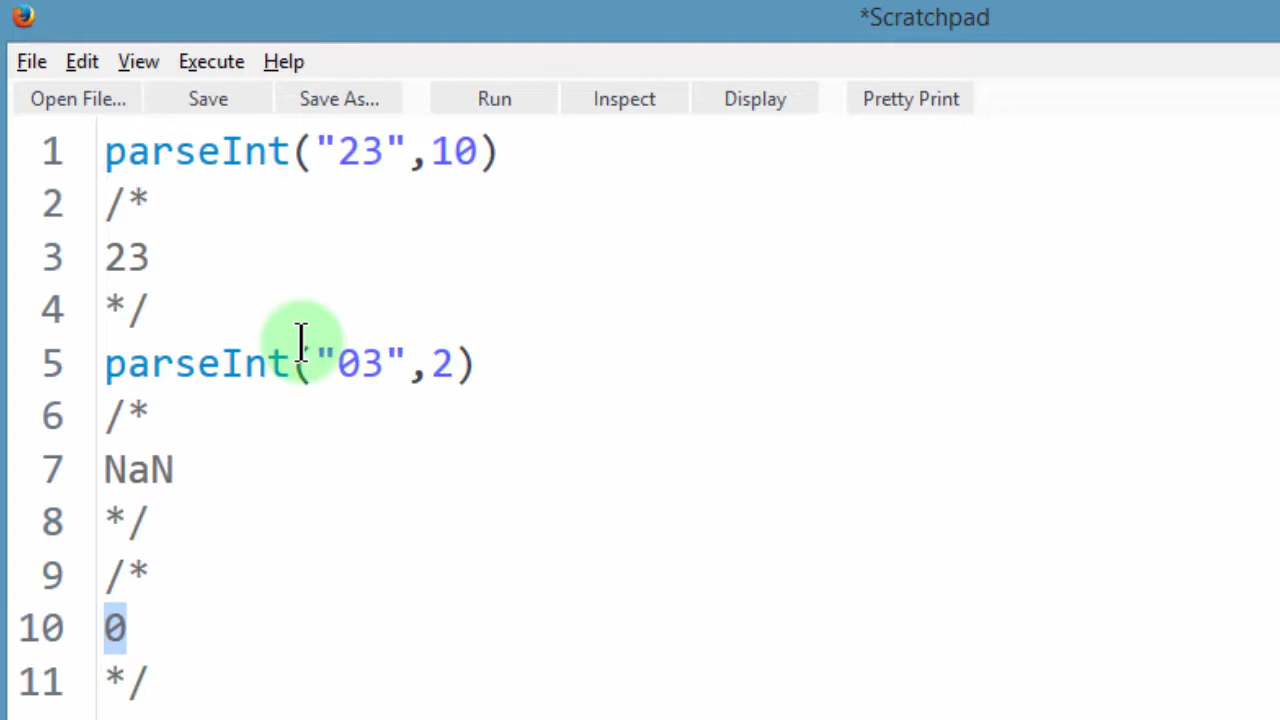 *Scratchpad
File Edit View Execute Help
Open File... Save Save As... Run Inspect Display Pretty Print
1 parseInt("23",10)
2 /*
3 23
4 */
5 parseInt("03",2)
6 /*
7 NaN
8 */
9 /*
10 0
11 */